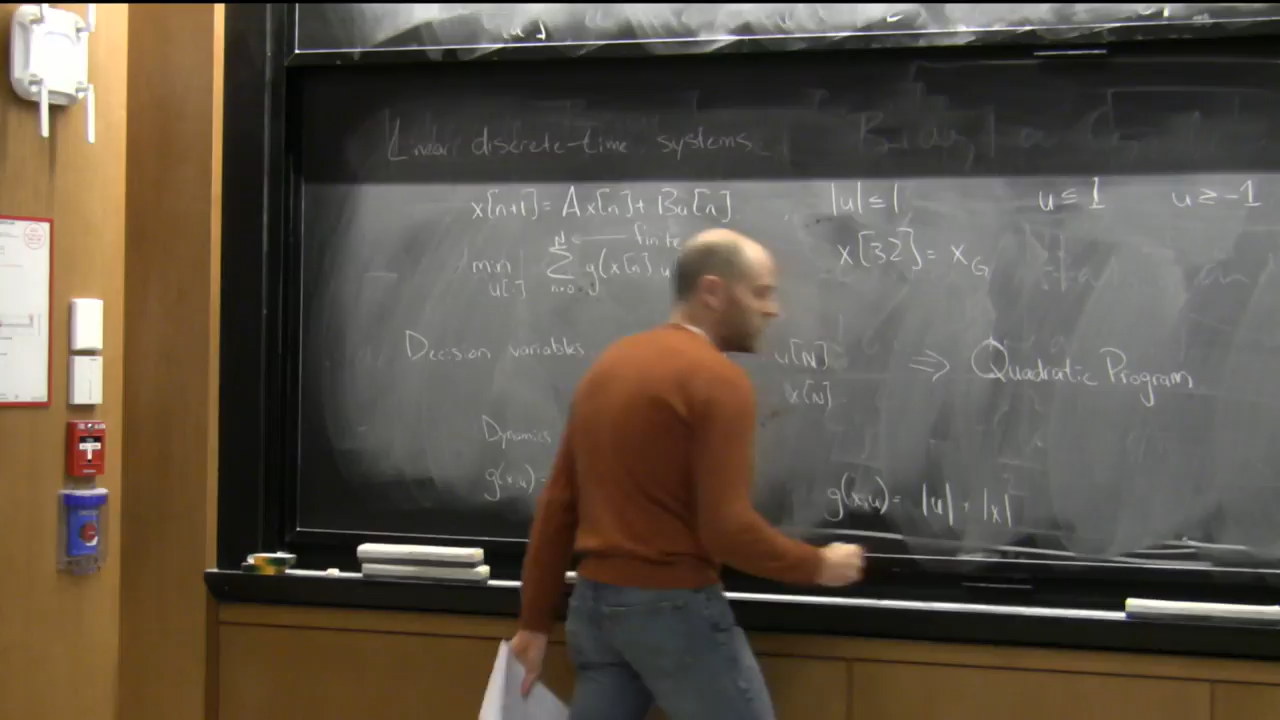 Linear discrete-time systems
x[n+1] = A x[n] + B u[n] |u| ≤ 1 u ≤ 1 u ≥ -1
N ← finite
min u[·] Σ n=0 g(x[n] u x[32] = x_G
Decision variables u[N] ⇒ Quadratic Program
x[N]
Dynamics
g(x,u) = g(x,u) = |u| + |x|